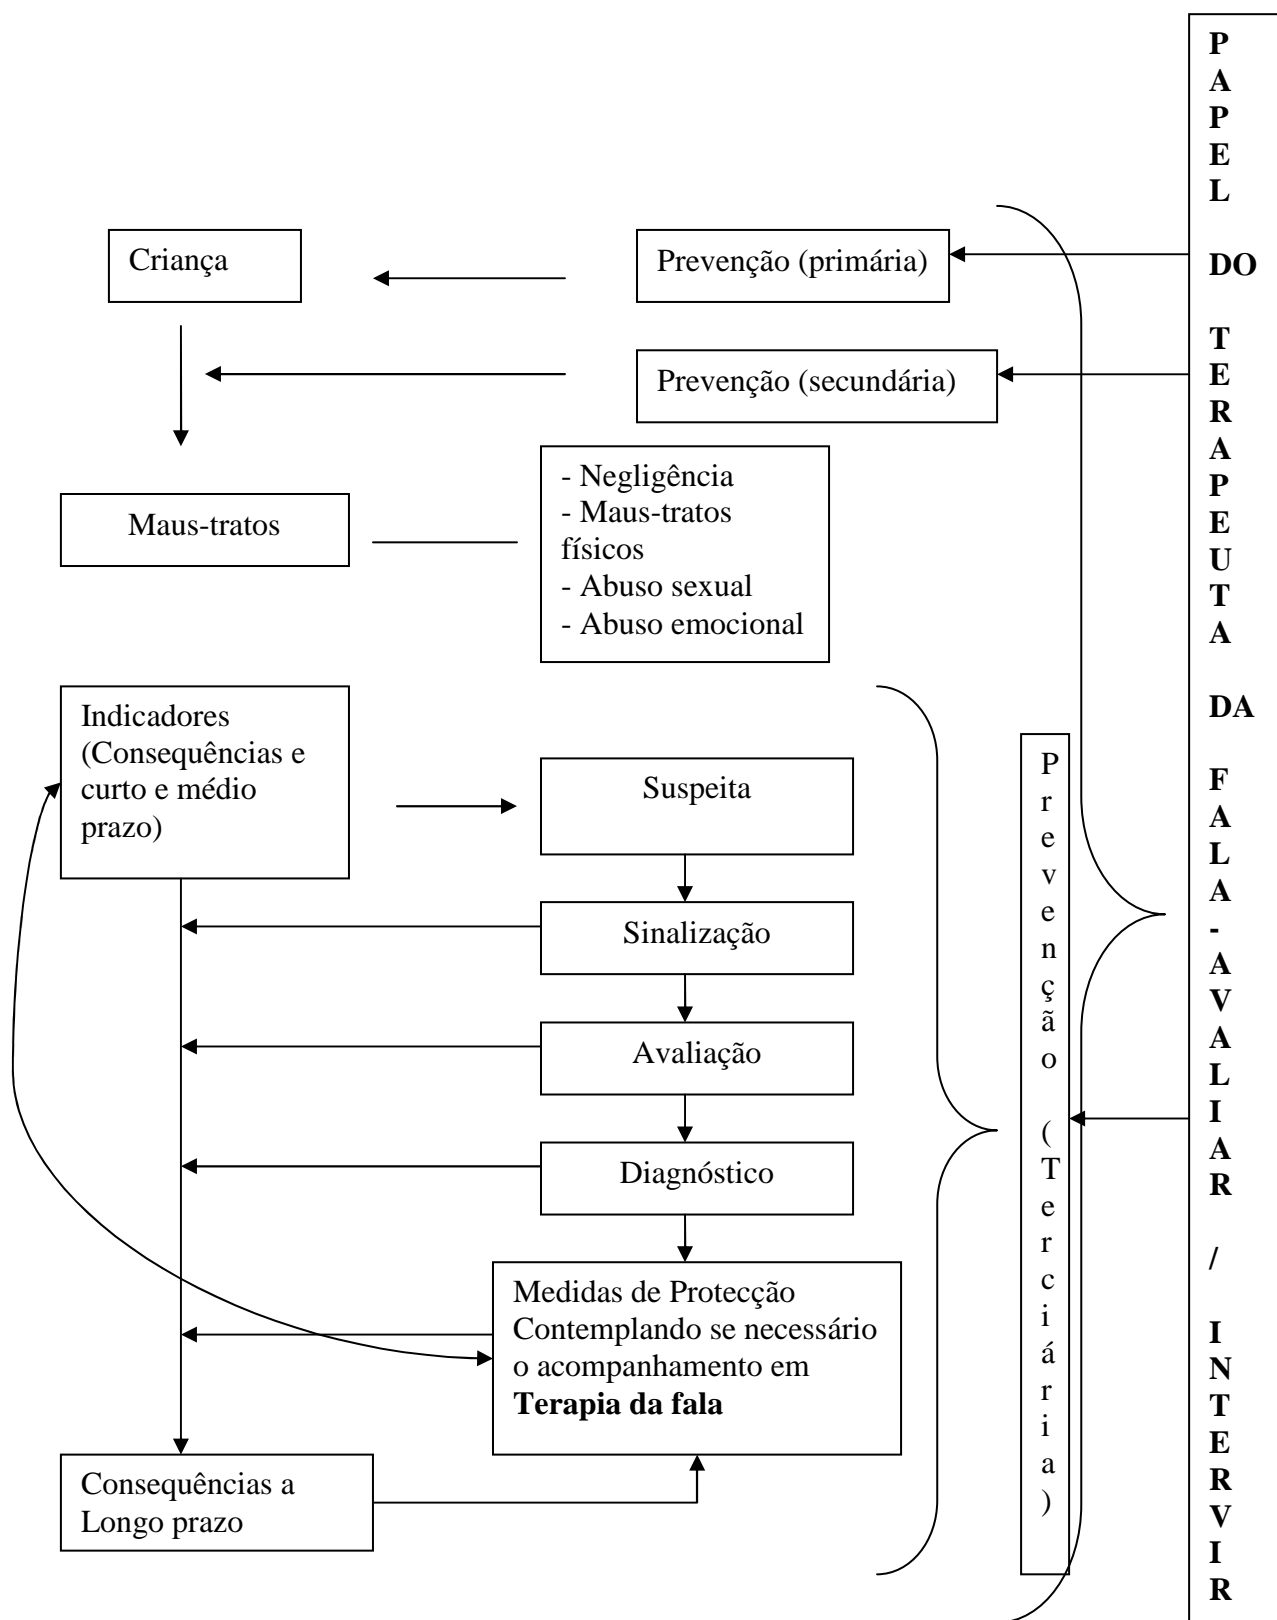 Criança
Prevenção (primária)
Prevenção (secundária)
Maus-tratos
- Negligência
- Maus-tratos
físicos
- Abuso sexual
- Abuso emocional
Indicadores
(Consequências e
curto e médio
prazo)
Suspeita
Sinalização
Avaliação
Diagnóstico
Medidas de Protecção
Contemplando se necessário
o acompanhamento em
Terapia da fala
Consequências a
Longo prazo
Prevenção (Terciária)
PAPEL DO TERAPEUTA DA FALA-AVALIAR / INTERVIR